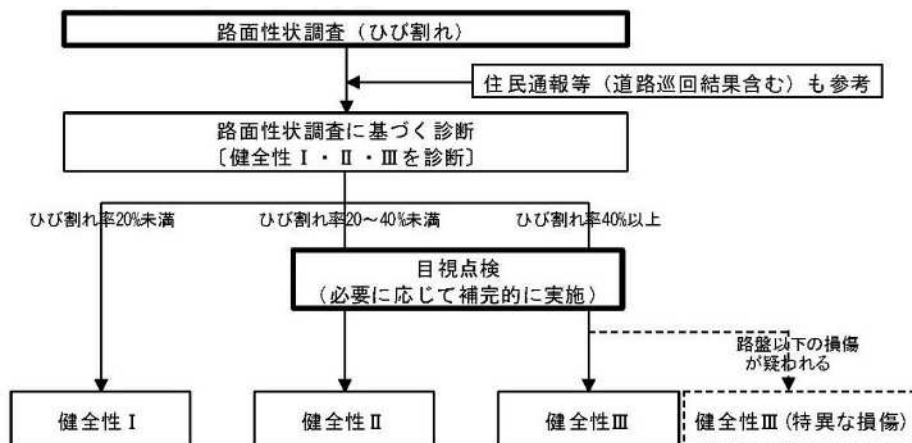 路面性状調査（ひび割れ）
住民通報等（道路巡回結果含む）も参考
路面性状調査に基づく診断
〔健全性Ⅰ・Ⅱ・Ⅲを診断〕
ひび割れ率20%未満
ひび割れ率20～40%未満
ひび割れ率40%以上
目視点検
（必要に応じて補完的に実施）
路盤以下の損傷
が疑われる
健全性Ⅰ
健全性Ⅱ
健全性Ⅲ
健全性Ⅲ(特異な損傷)